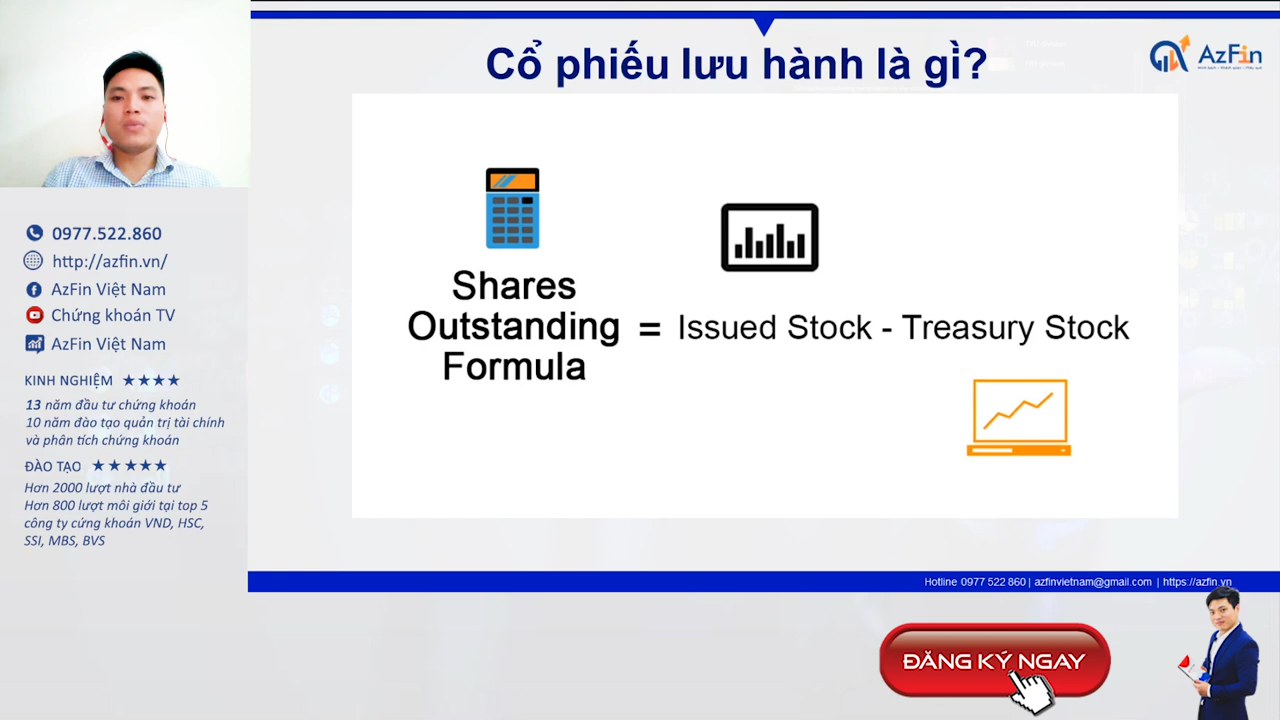 Cổ phiếu lưu hành là gì?
AzFin
0977.522.860
http://azfin.vn/
AzFin Việt Nam
Chứng khoán TV
AzFin Việt Nam
KINH NGHIỆM ★★★★
13 năm đầu tư chứng khoán
10 năm đào tạo quản trị tài chính
và phân tích chứng khoán
ĐÀO TẠO ★★★★★
Hơn 2000 lượt nhà đầu tư
Hơn 800 lượt môi giới tại top 5
công ty cứng khoán VND, HSC,
SSI, MBS, BVS
Shares
Outstanding
Formula
= Issued Stock - Treasury Stock
Hotline 0977 522 860 | azfinvietnam@gmail.com | https://azfin.vn
ĐĂNG KÝ NGAY